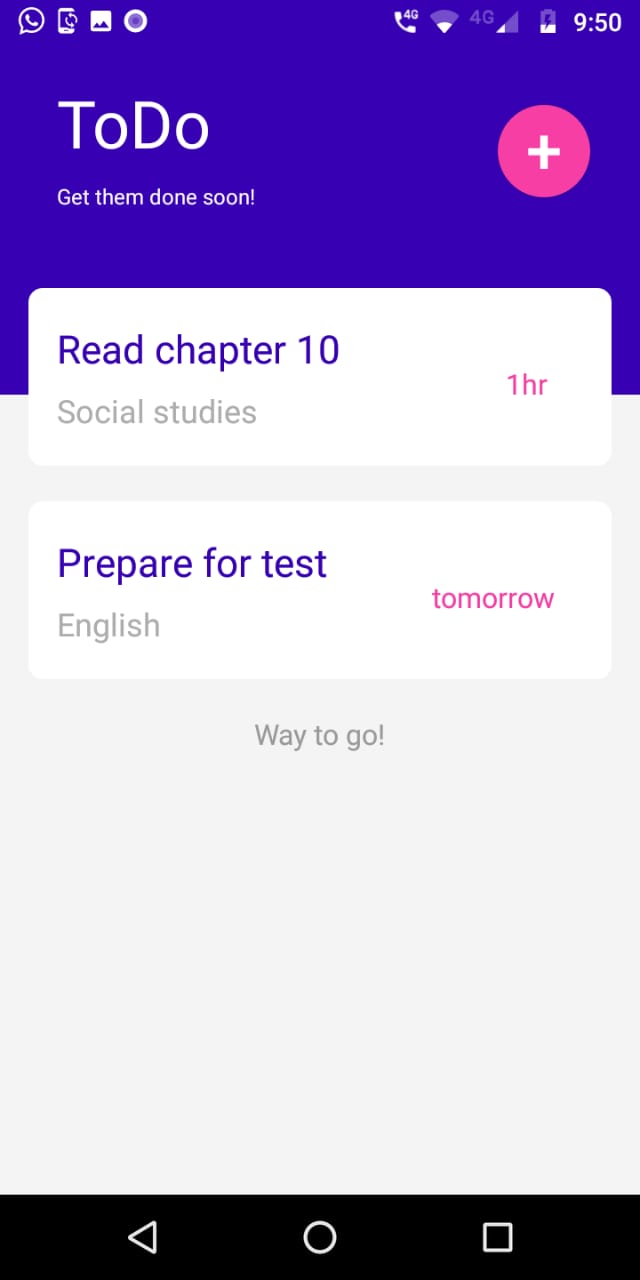 4G 4G 9:50
ToDo
Get them done soon!
Read chapter 10
1hr
Social studies
Prepare for test
tomorrow
English
Way to go!